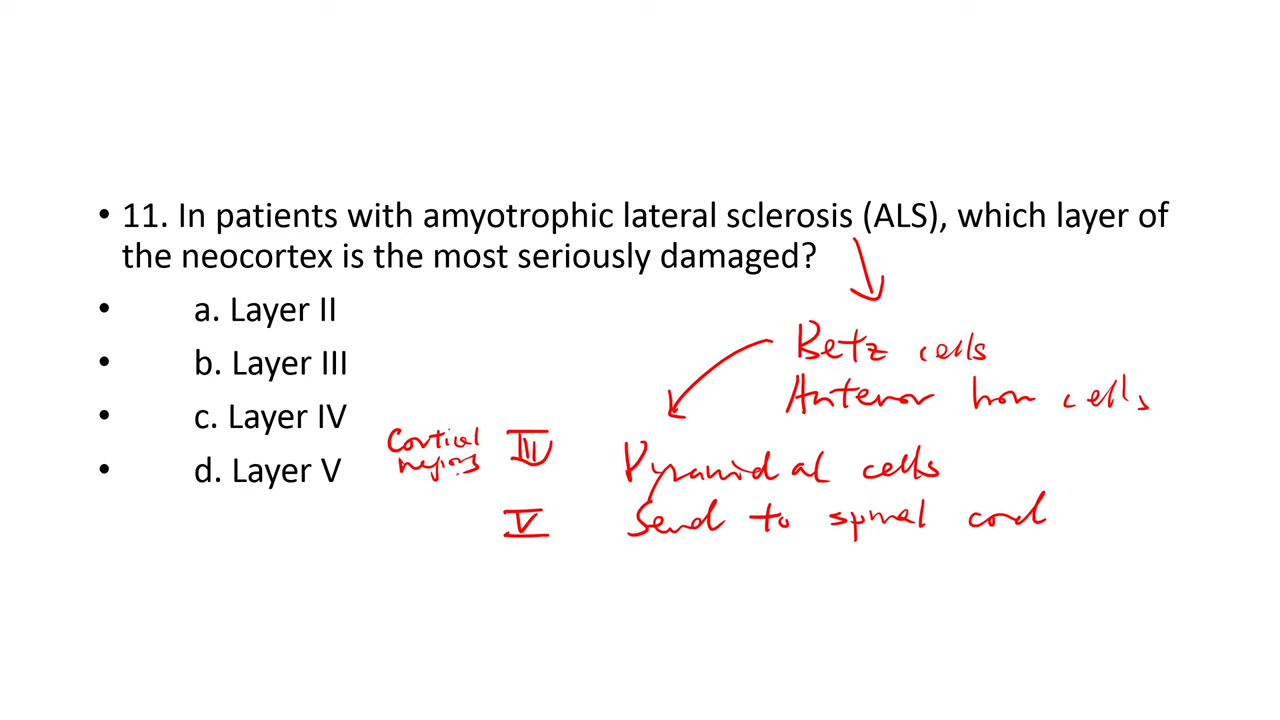 • 11. In patients with amyotrophic lateral sclerosis (ALS), which layer of
the neocortex is the most seriously damaged?
• a. Layer II
• b. Layer III
• c. Layer IV
• d. Layer V
Betz cells
Anterior horn cells
Cortical
regions
III Pyramidal cells
V Send to spinal cord